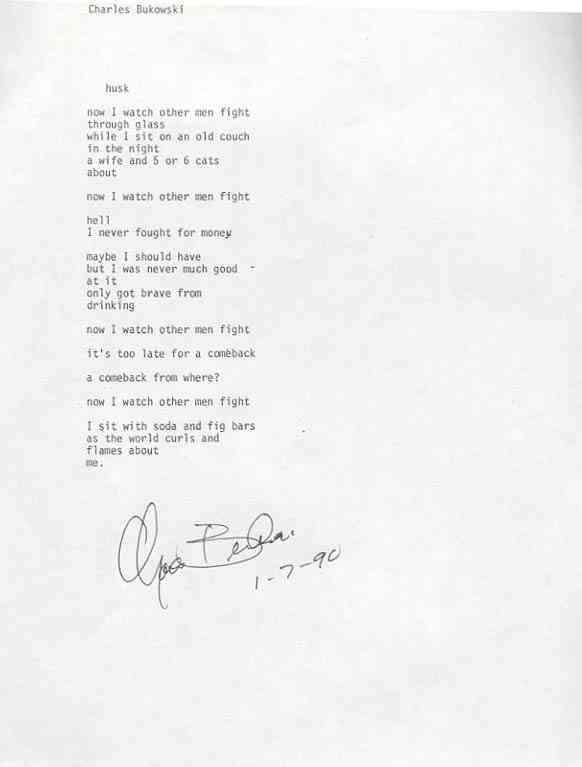 Charles Bukowski
husk
now I watch other men fight
through glass
while I sit on an old couch
in the night
a wife and 5 or 6 cats
about
now I watch other men fight
hell
I never fought for money
maybe I should have
but I was never much good -
at it
only got brave from
drinking
now I watch other men fight
it's too late for a comeback
a comeback from where?
now I watch other men fight
I sit with soda and fig bars
as the world curls and
flames about
me.
1-7-90